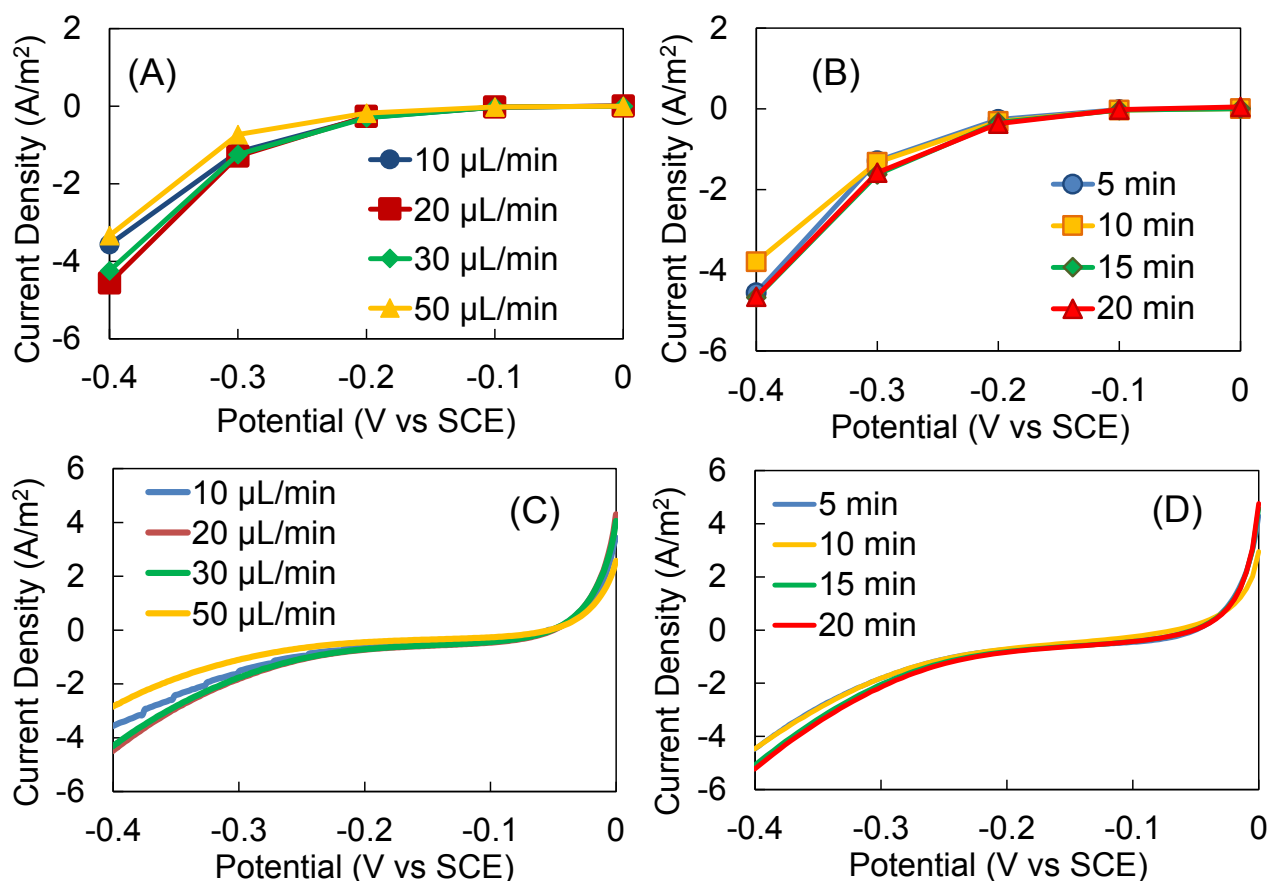 (A)
Current Density (A/m²)
2
0
-2
-4
-6
10 µL/min
20 µL/min
30 µL/min
50 µL/min
-0.4 -0.3 -0.2 -0.1 0
Potential (V vs SCE)
(B)
Current Density (A/m²)
2
0
-2
-4
-6
5 min
10 min
15 min
20 min
-0.4 -0.3 -0.2 -0.1 0
Potential (V vs SCE)
(C)
Current Density (A/m²)
6
4
2
0
-2
-4
-6
10 µL/min
20 µL/min
30 µL/min
50 µL/min
-0.4 -0.3 -0.2 -0.1 0
Potential (V vs SCE)
(D)
Current Density (A/m²)
6
4
2
0
-2
-4
-6
5 min
10 min
15 min
20 min
-0.4 -0.3 -0.2 -0.1 0
Potential (V vs SCE)